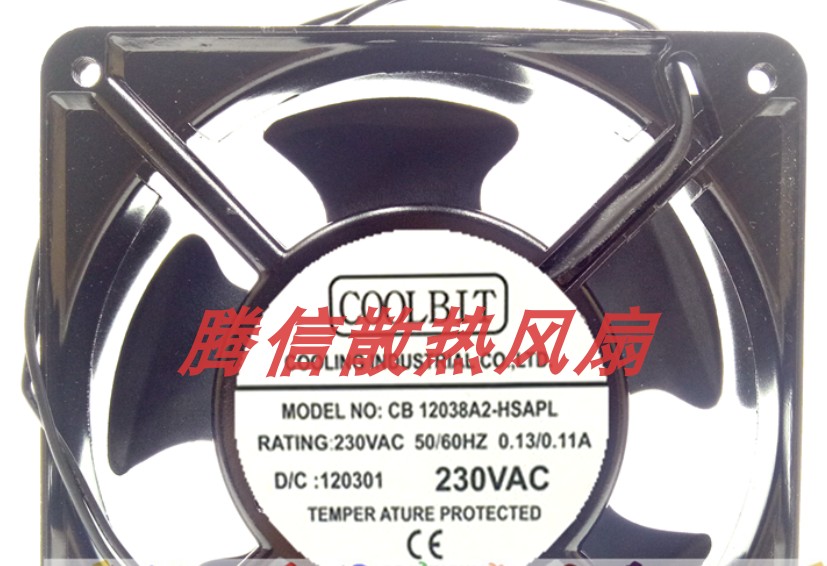 COOLBIT
腾信散热风扇
COOLING INDUSTRIAL CO.,LTD
MODEL NO: CB 12038A2-HSAPL
RATING:230VAC 50/60HZ 0.13/0.11A
D/C :120301 230VAC
TEMPER ATURE PROTECTED
CE